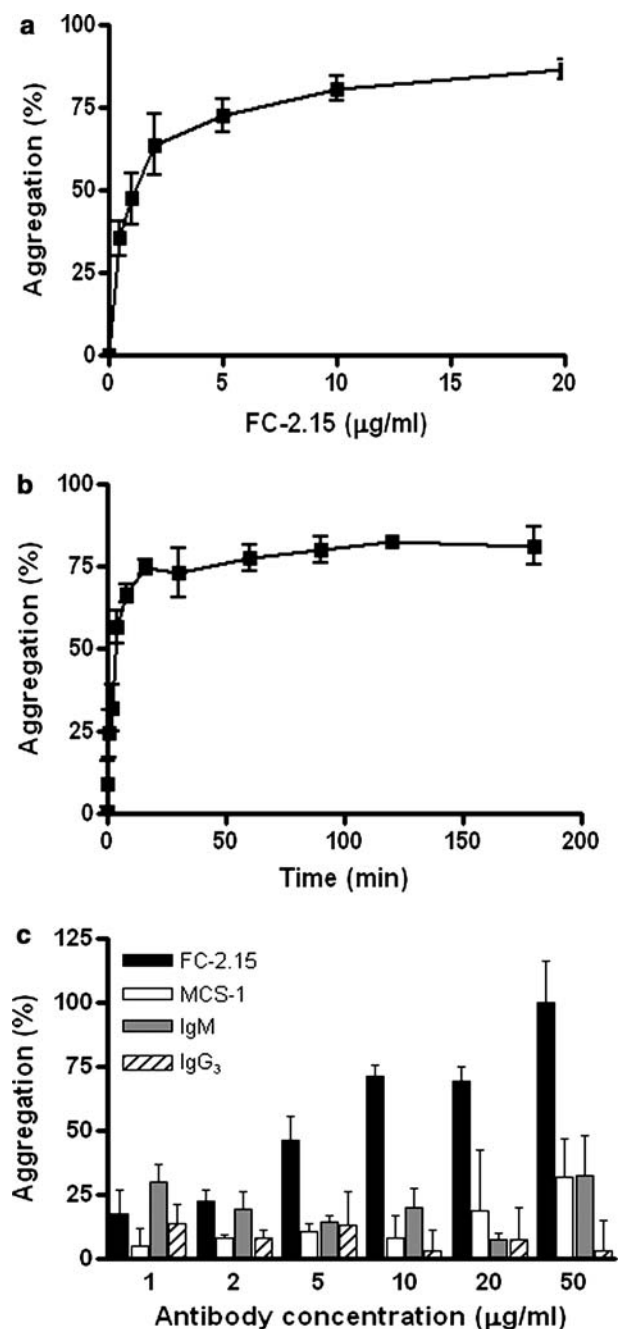 a
100
75
50
25
0
Aggregation (%)
0 5 10 15 20
FC-2.15 (µg/ml)
b
100
75
50
25
0
Aggregation (%)
0 50 100 150 200
Time (min)
c
125
100
75
50
25
0
Aggregation (%)
FC-2.15
MCS-1
IgM
IgG₃
1 2 5 10 20 50
Antibody concentration (µg/ml)